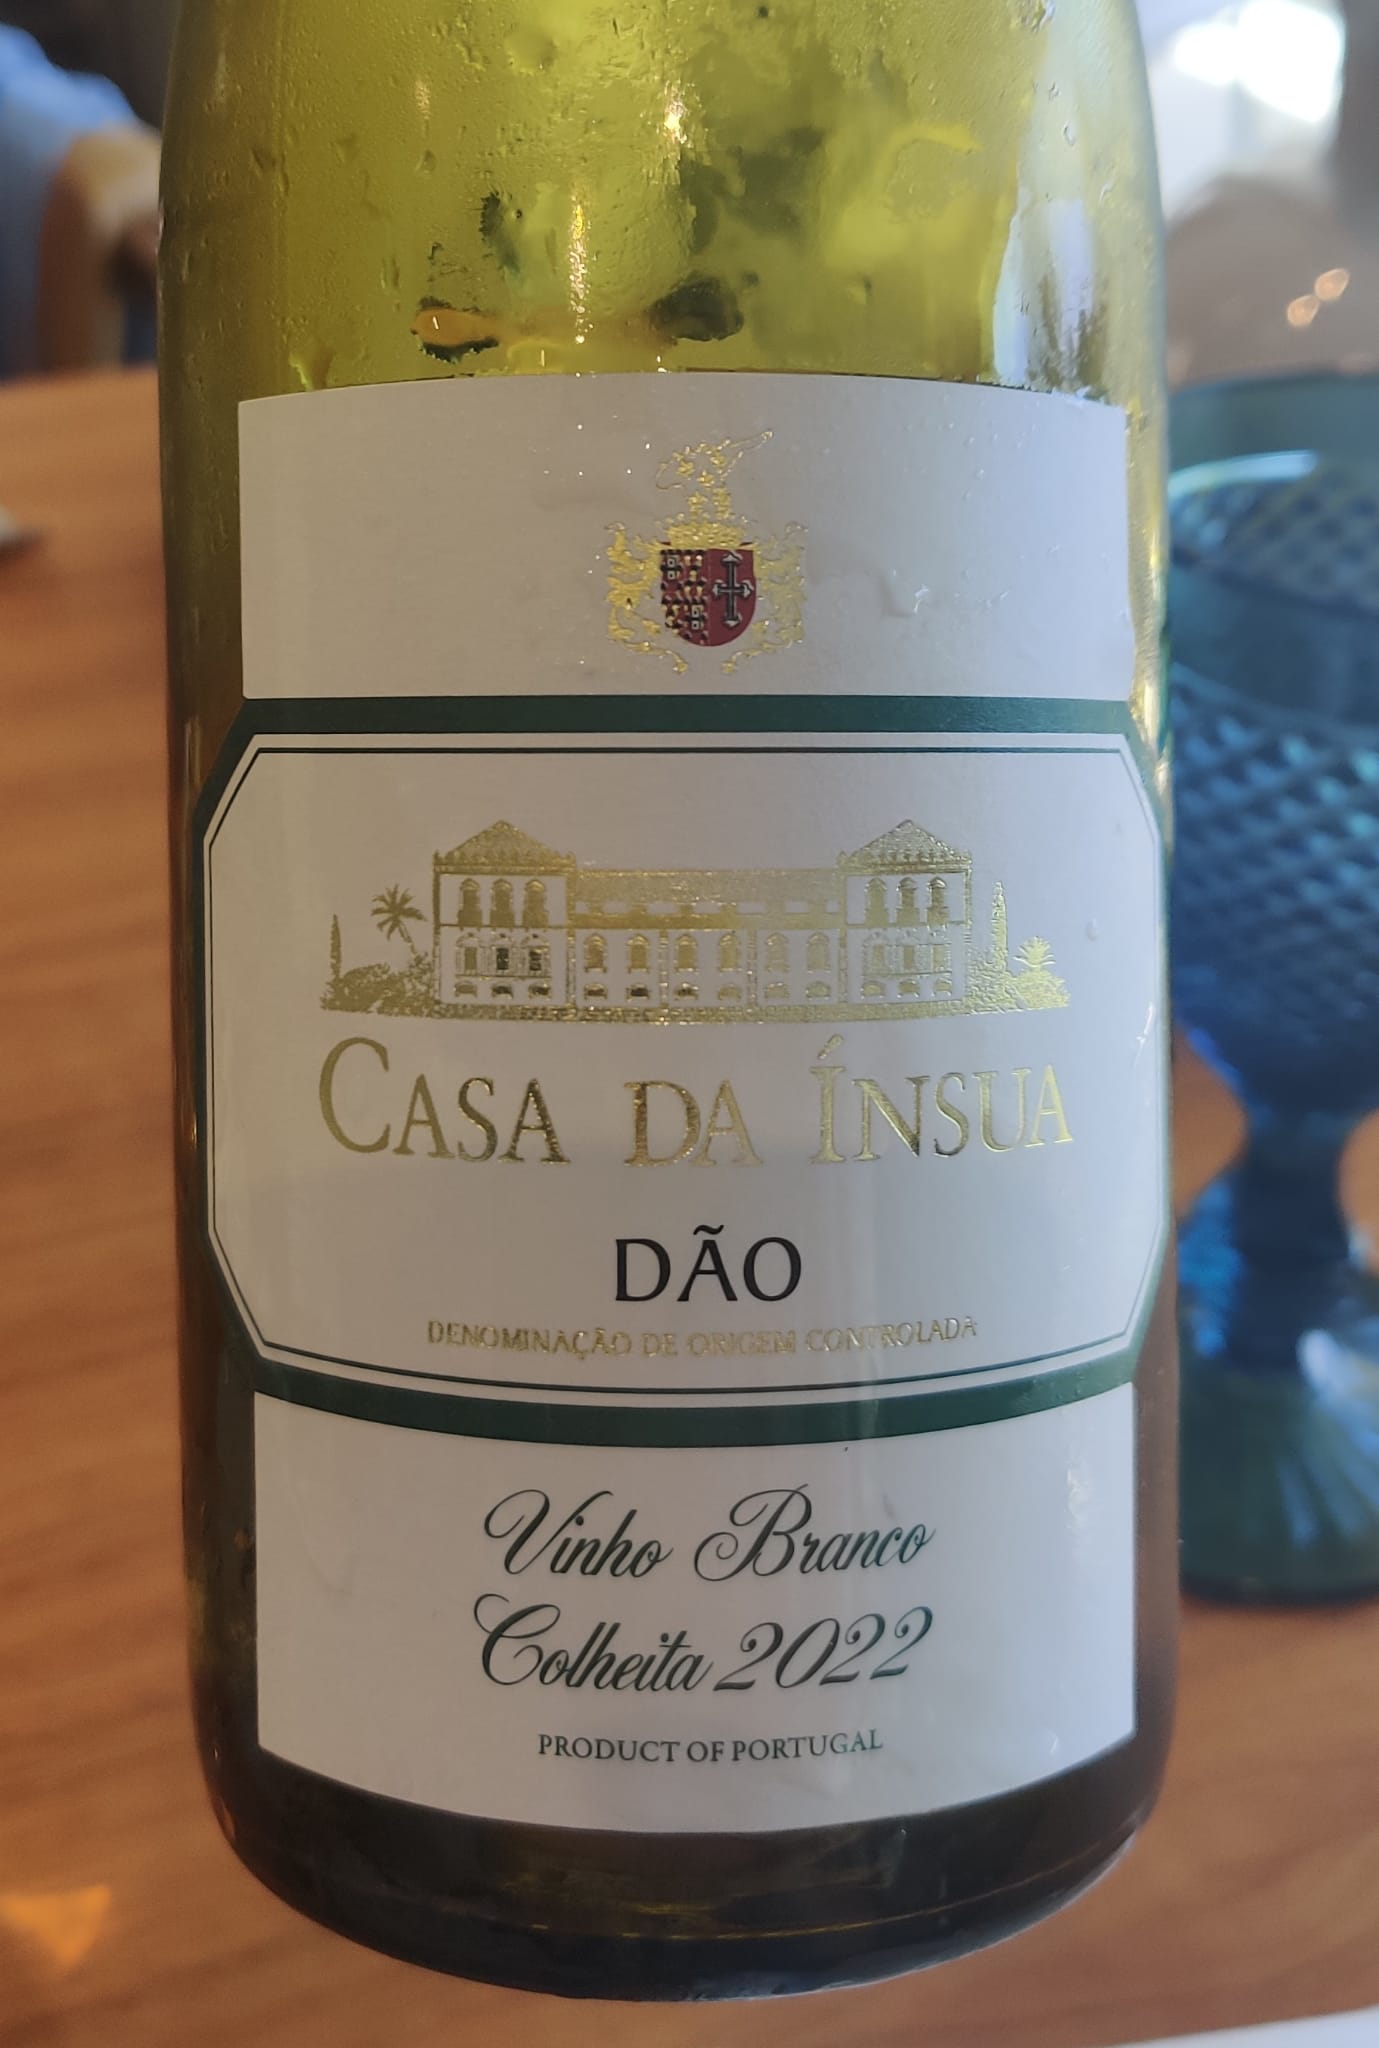 CASA DA ÍNSUA
DÃO
DENOMINAÇÃO DE ORIGEM CONTROLADA
Vinho Branco
Colheita 2022
PRODUCT OF PORTUGAL